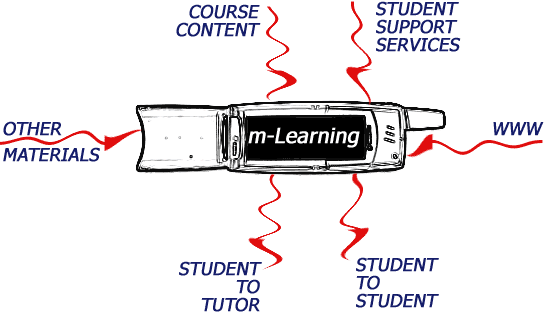 COURSE
CONTENT
STUDENT
SUPPORT
SERVICES
OTHER
MATERIALS
m-Learning
WWW
STUDENT
TO
TUTOR
STUDENT
TO
STUDENT